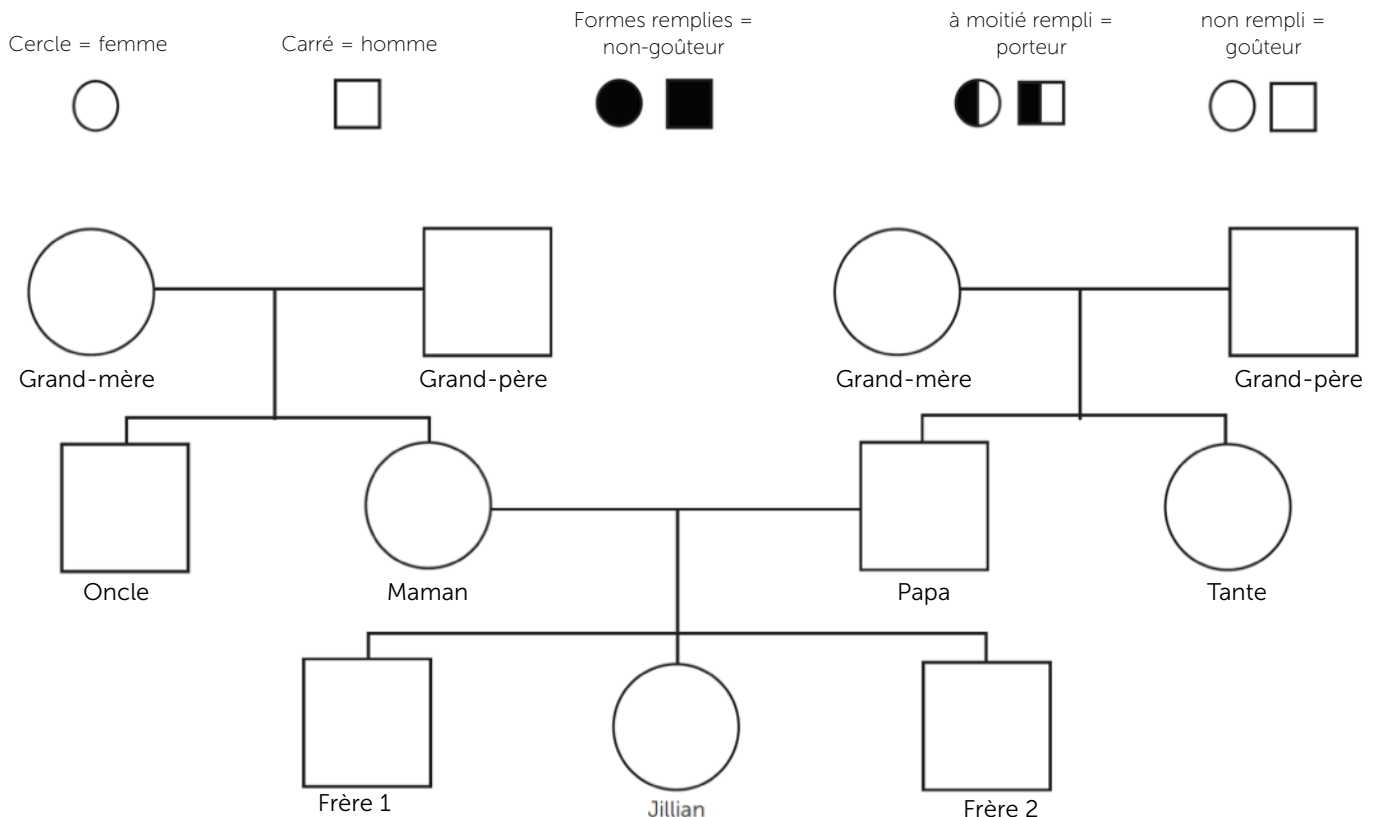 Cercle = femme
Carré = homme
Formes remplies =
non-goûteur
à moitié rempli =
porteur
non rempli =
goûteur
Grand-mère
Grand-père
Grand-mère
Grand-père
Oncle
Maman
Papa
Tante
Frère 1
Jillian
Frère 2